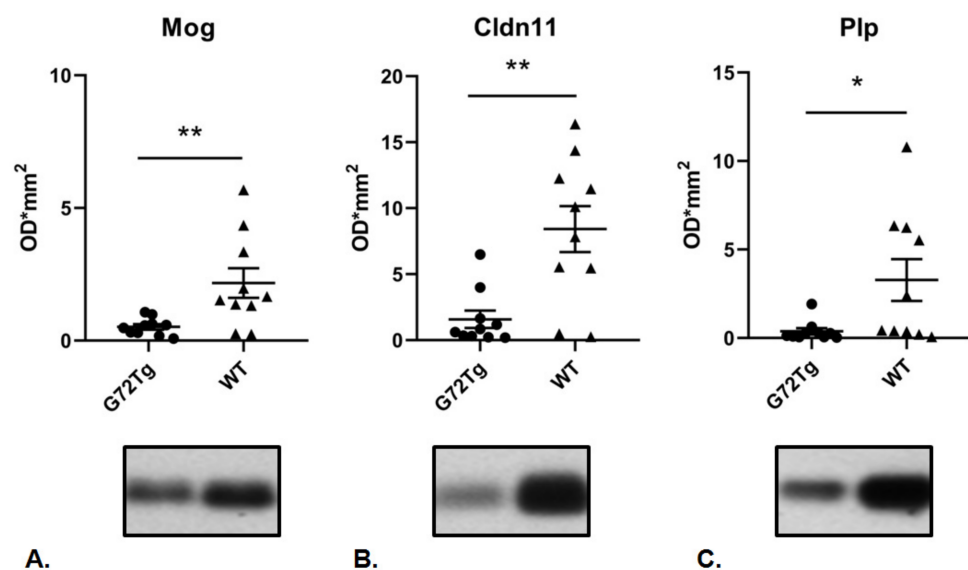 Mog
10
5
0
OD*mm²
**
G72Tg
WT
A.
Cldn11
20
15
10
5
0
OD*mm²
**
G72Tg
WT
B.
Plp
15
10
5
0
OD*mm²
*
G72Tg
WT
C.